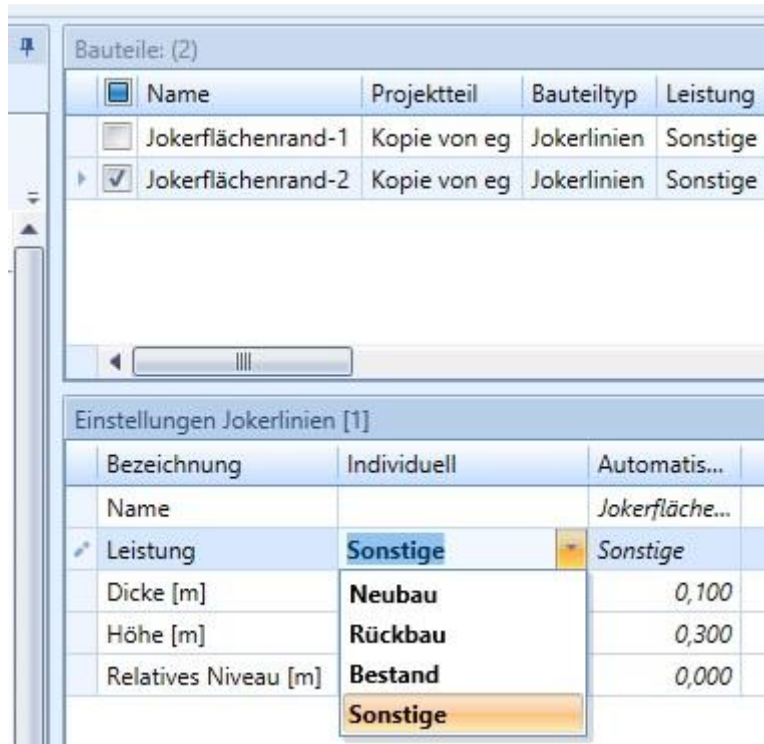 Bauteile: (2)
Name Projektteil Bauteiltyp Leistung
Jokerflächenrand-1 Kopie von eg Jokerlinien Sonstige
Jokerflächenrand-2 Kopie von eg Jokerlinien Sonstige
Einstellungen Jokerlinien [1]
Bezeichnung Individuell Automatis...
Name Jokerfläche...
Leistung Sonstige Sonstige
Dicke [m] Neubau 0,100
Höhe [m] Rückbau 0,300
Relatives Niveau [m] Bestand 0,000
Sonstige